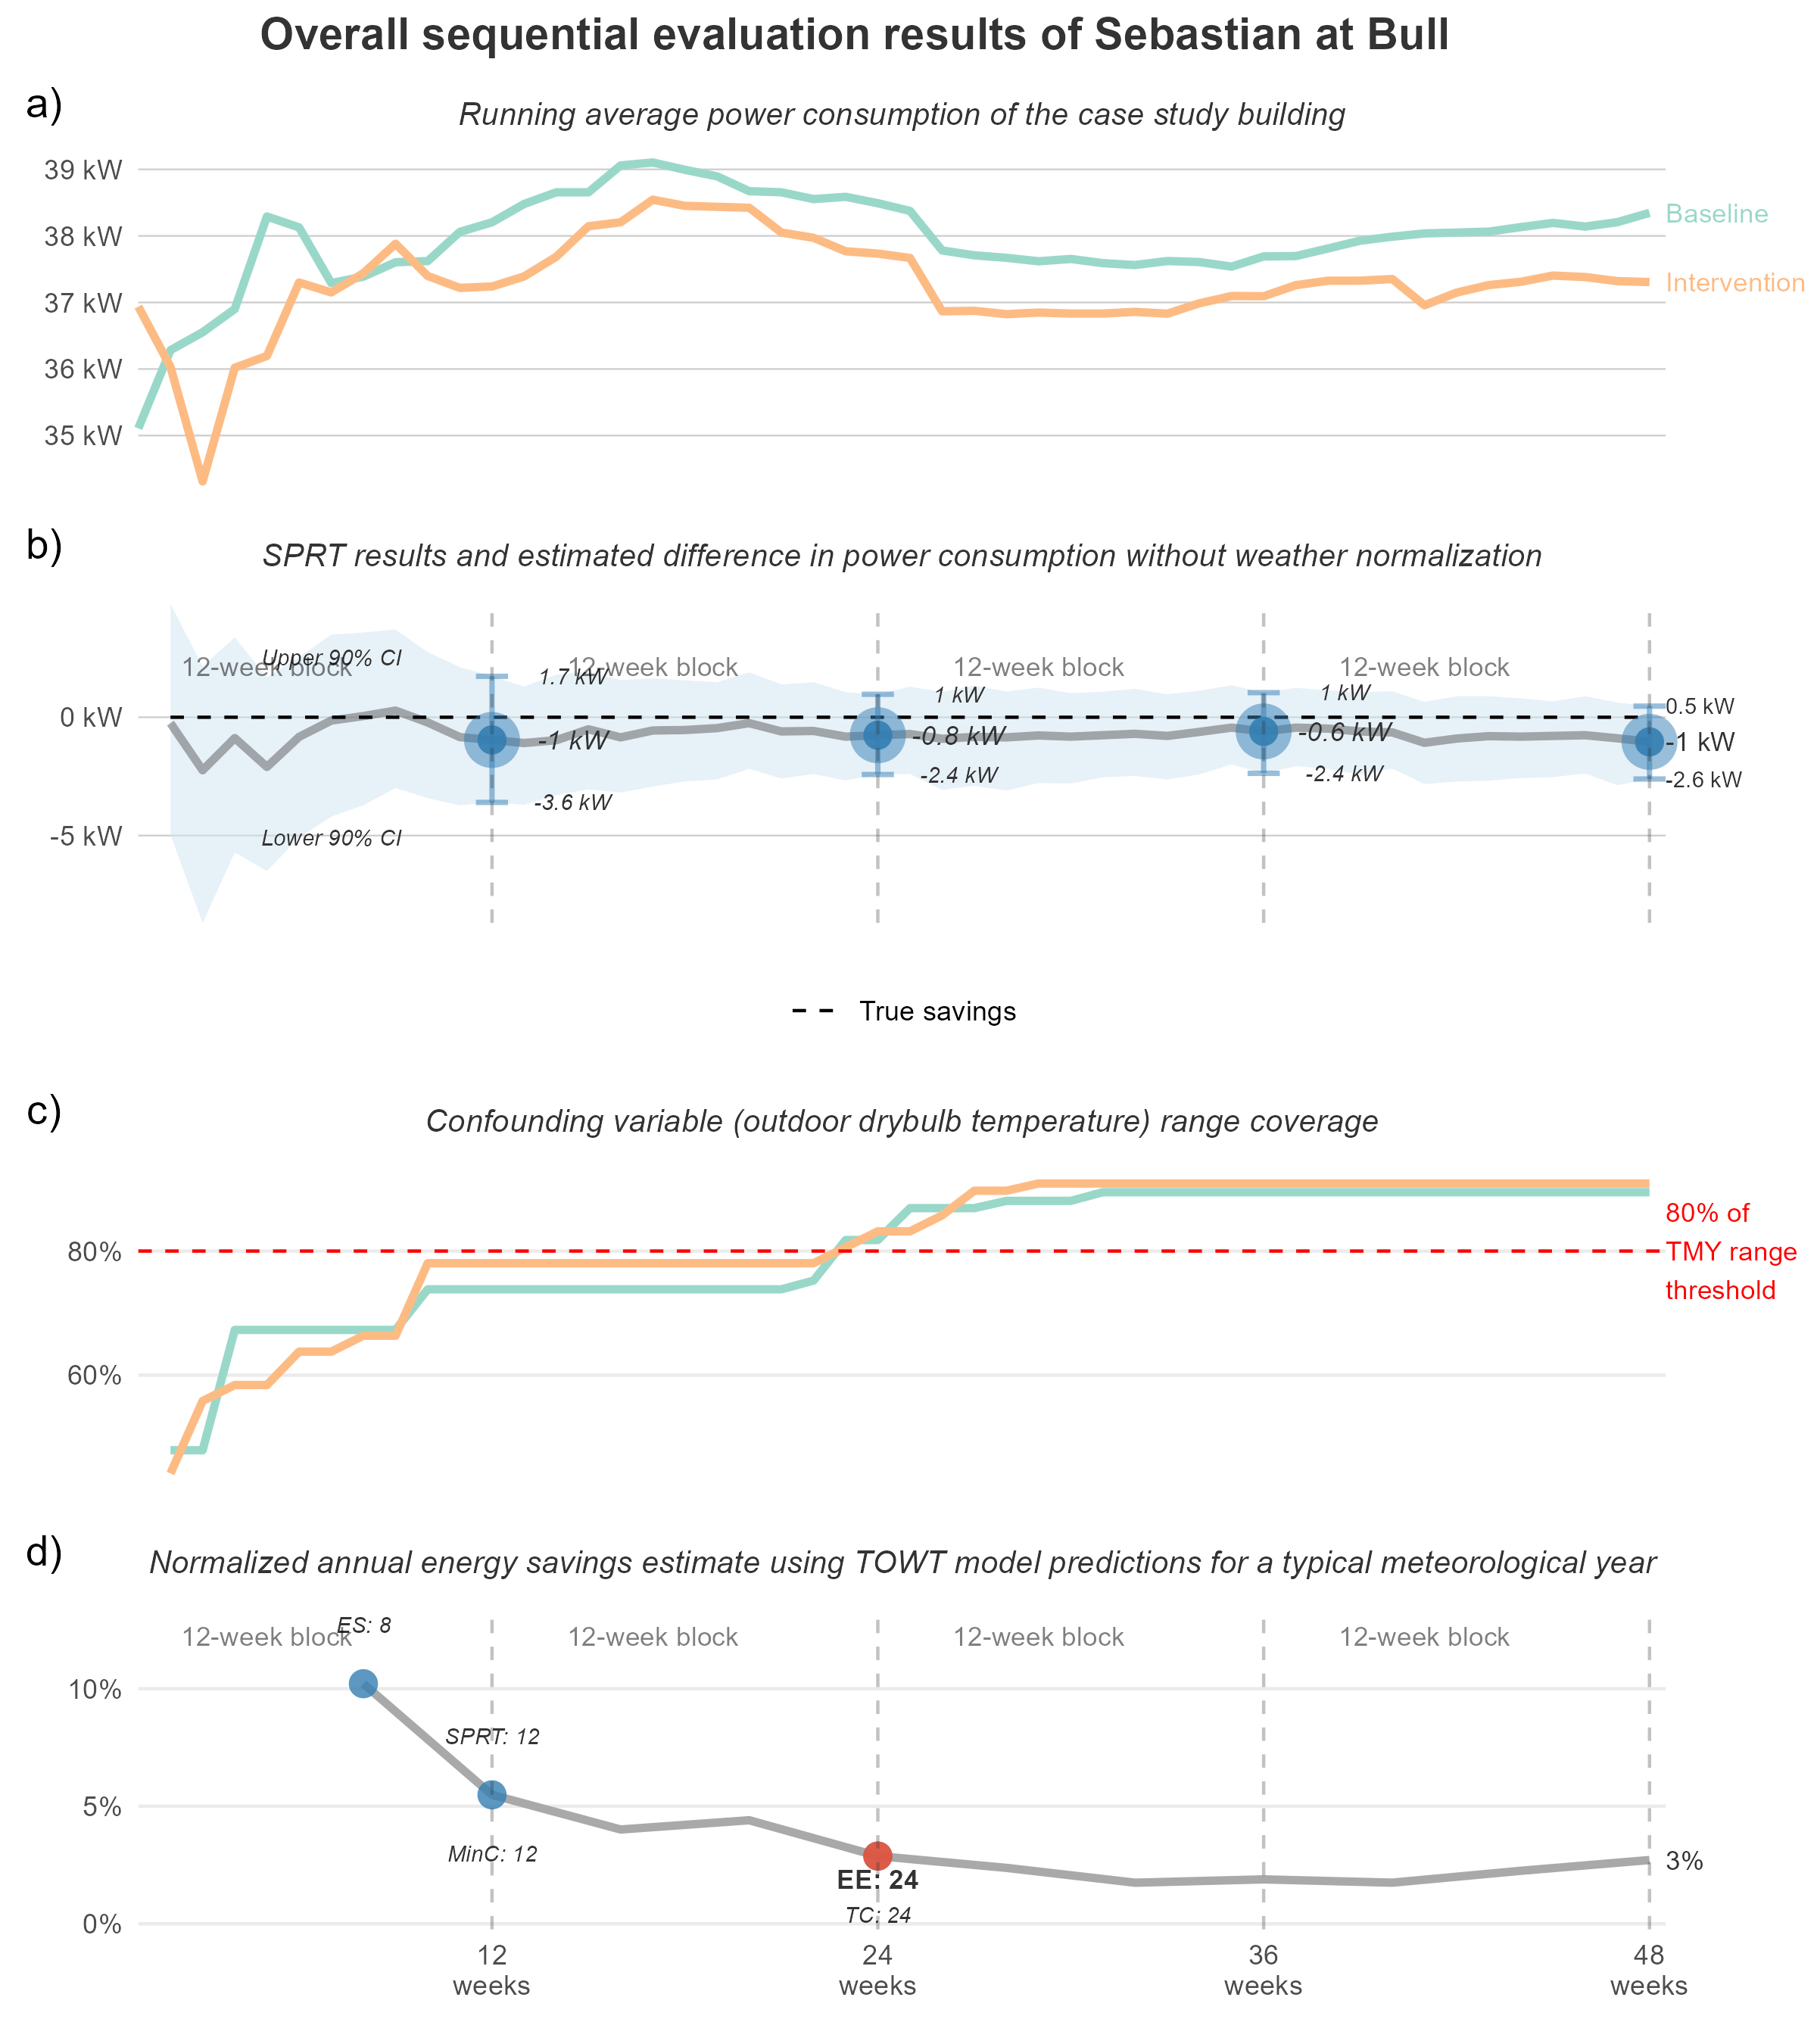 Overall sequential evaluation results of Sebastian at Bull
a)
Running average power consumption of the case study building
39 kW
38 kW
37 kW
36 kW
35 kW
Baseline
Intervention
b)
SPRT results and estimated difference in power consumption without weather normalization
12-week block
12-week block
12-week block
12-week block
Upper 90% CI
1.7 kW
1 kW
1 kW
0.5 kW
0 kW
-1 kW
-0.8 kW
-0.6 kW
-1 kW
-3.6 kW
-2.4 kW
-2.4 kW
-2.6 kW
Lower 90% CI
-5 kW
True savings
c)
Confounding variable (outdoor drybulb temperature) range coverage
80%
60%
80% of
TMY range
threshold
d)
Normalized annual energy savings estimate using TOWT model predictions for a typical meteorological year
12-week block
12-week block
12-week block
12-week block
ES: 8
10%
SPRT: 12
5%
MinC: 12
EE: 24
TC: 24
3%
0%
12
weeks
24
weeks
36
weeks
48
weeks